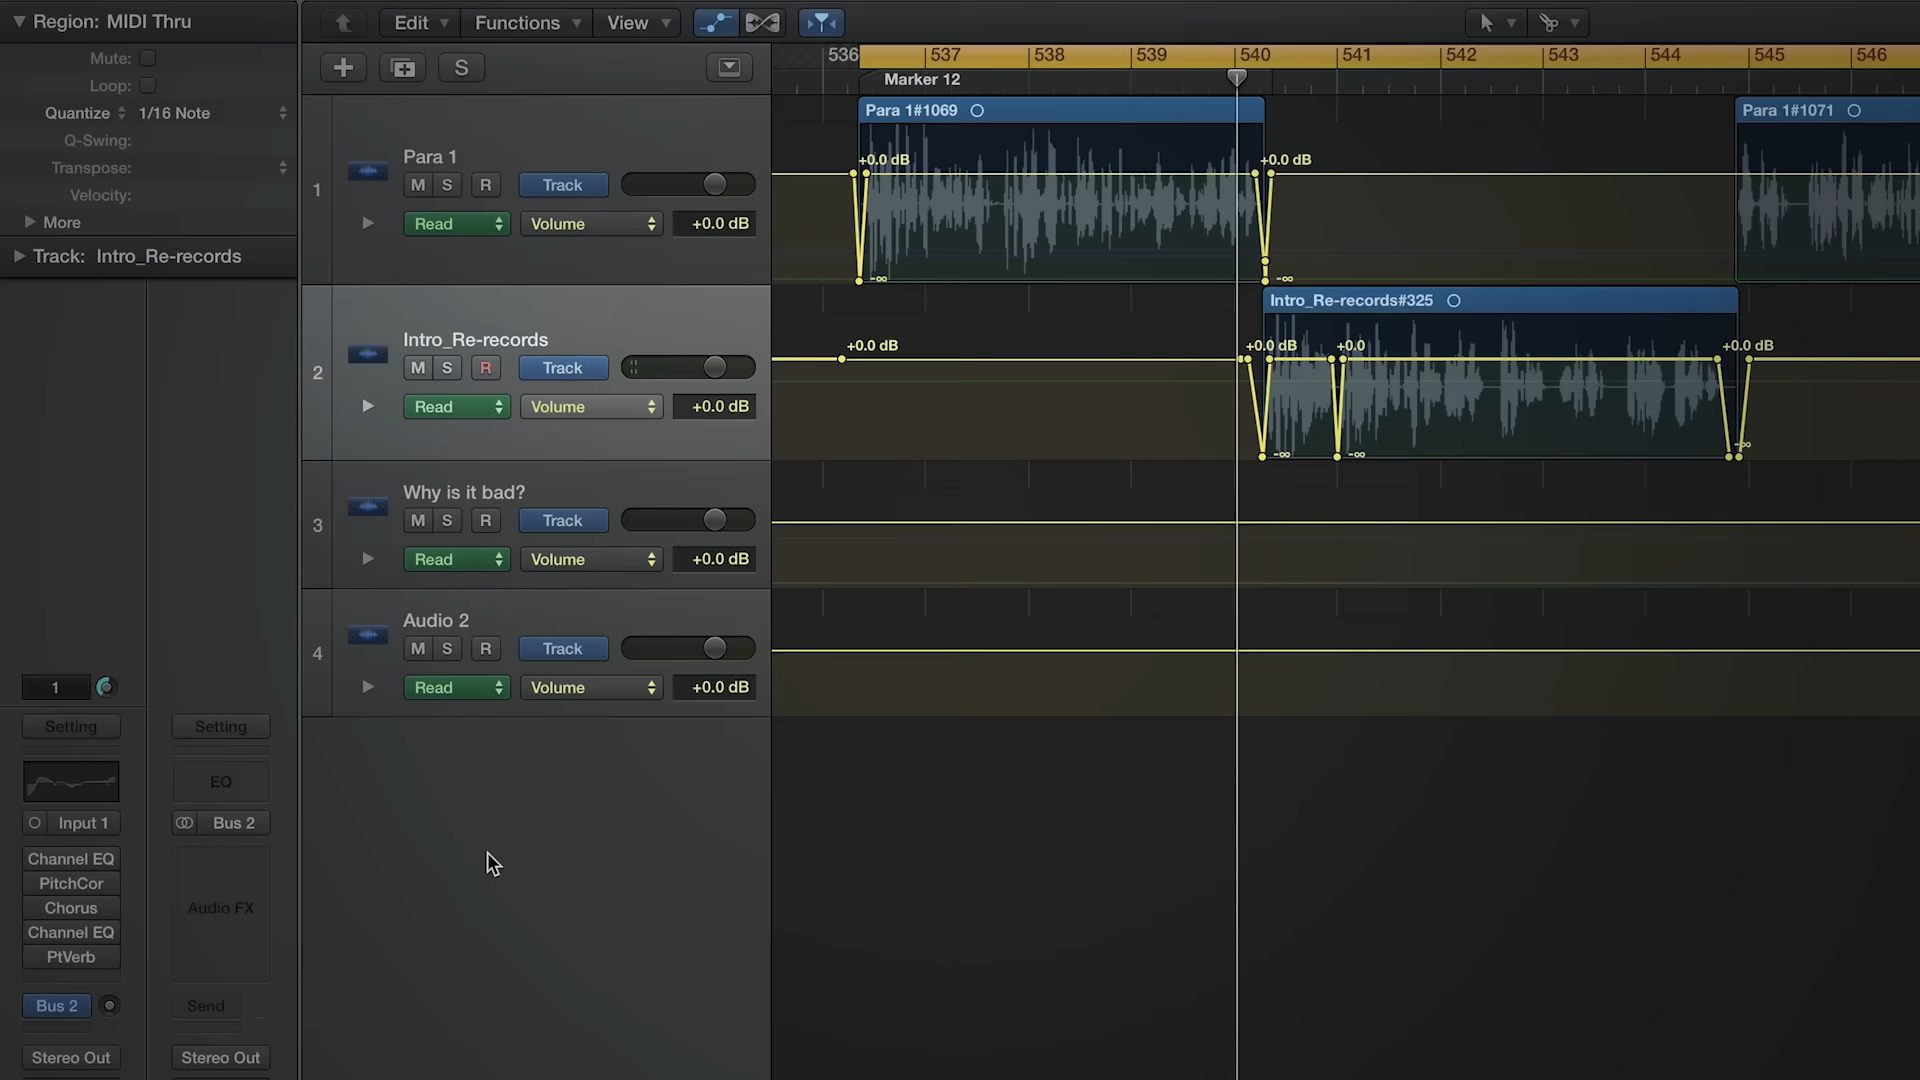 Region: MIDI Thru
Mute:
Loop:
Quantize 1/16 Note
Q-Swing:
Transpose:
Velocity:
More
Track: Intro_Re-records
1
Setting
Setting
EQ
Input 1
Bus 2
Channel EQ
PitchCor
Chorus
Channel EQ
PtVerb
Audio FX
Bus 2
Send
Stereo Out
Stereo Out
Edit
Functions
View
S
536
537
538
539
540
541
542
543
544
545
546
Marker 12
1
Para 1
M S R Track
Read Volume +0.0 dB
Para 1#1069
Para 1#1071
+0.0 dB
+0.0 dB
-∞
-∞
2
Intro_Re-records
M S R Track
Read Volume +0.0 dB
Intro_Re-records#325
+0.0 dB
+0.0 dB
+0.0
+0.0 dB
-∞
-∞
-∞
3
Why is it bad?
M S R Track
Read Volume +0.0 dB
4
Audio 2
M S R Track
Read Volume +0.0 dB